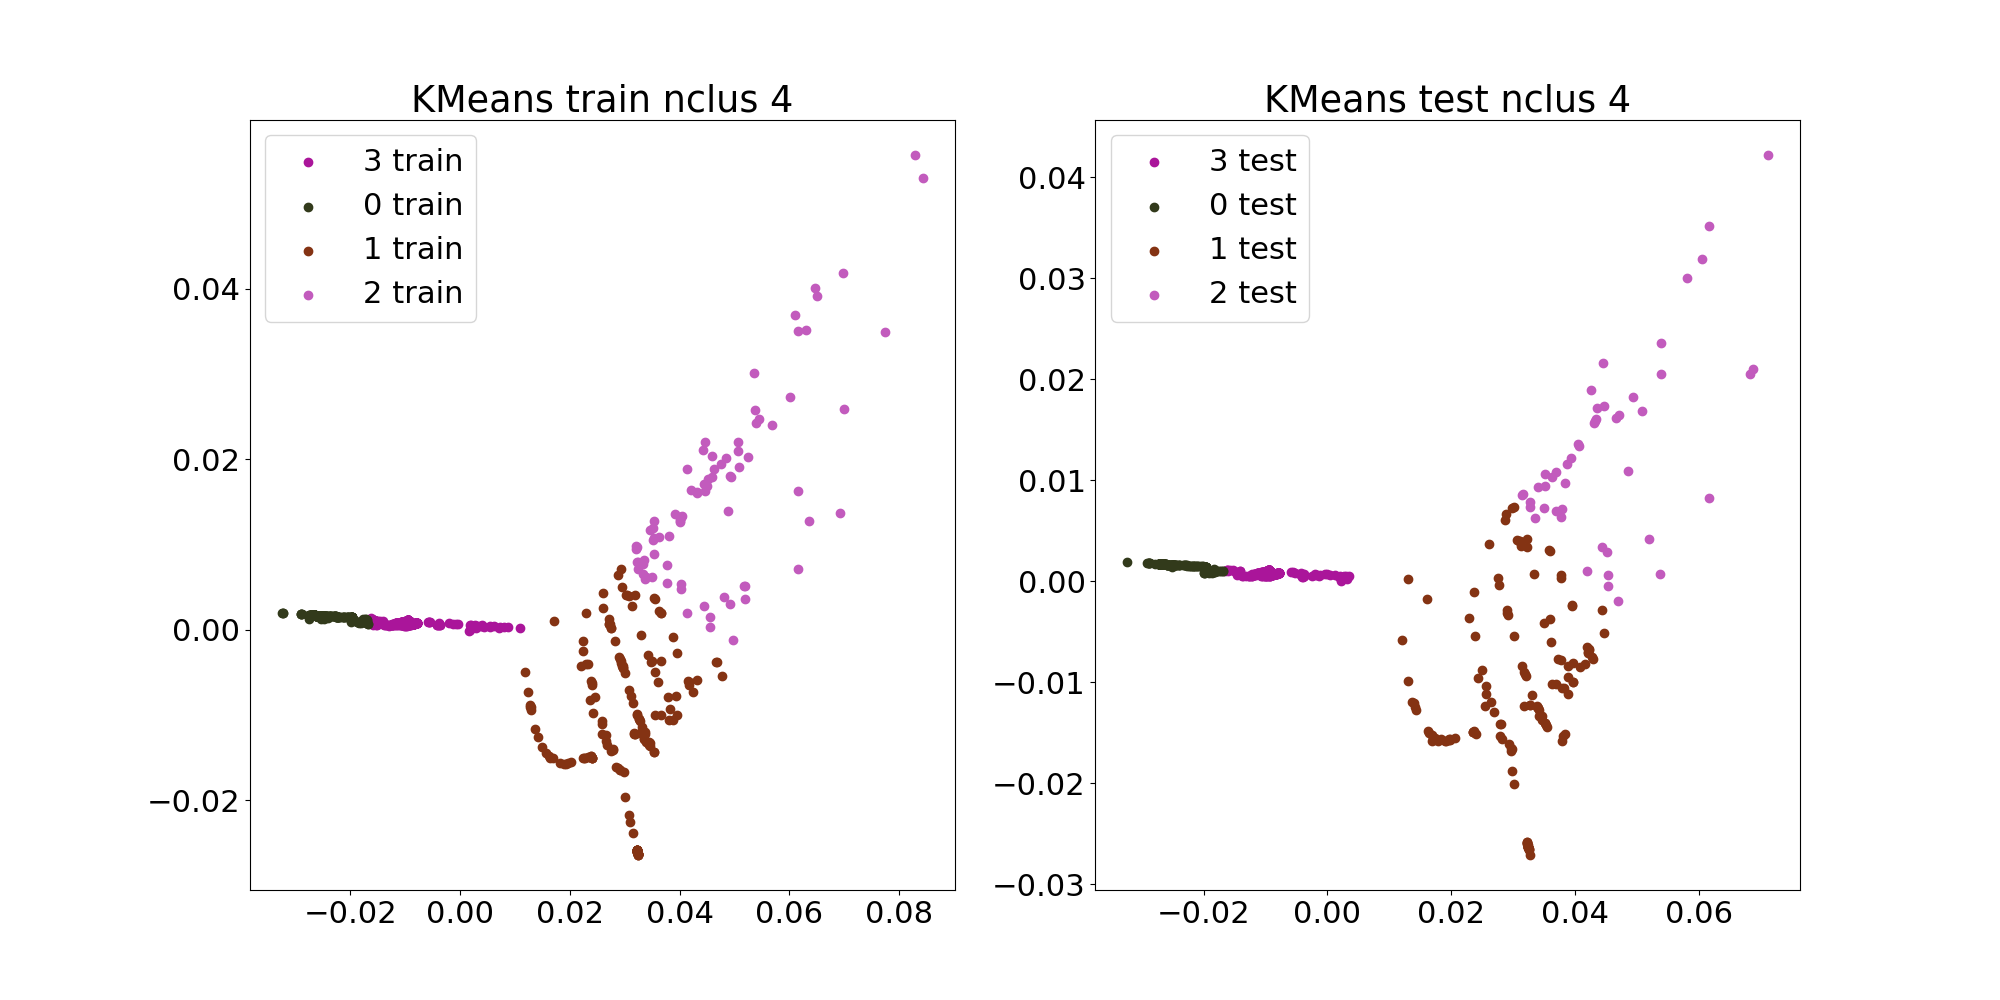 KMeans train nclus 4
3 train
0 train
1 train
2 train
0.04
0.02
0.00
−0.02
−0.02 0.00 0.02 0.04 0.06 0.08
KMeans test nclus 4
3 test
0 test
1 test
2 test
0.04
0.03
0.02
0.01
0.00
−0.01
−0.02
−0.03
−0.02 0.00 0.02 0.04 0.06